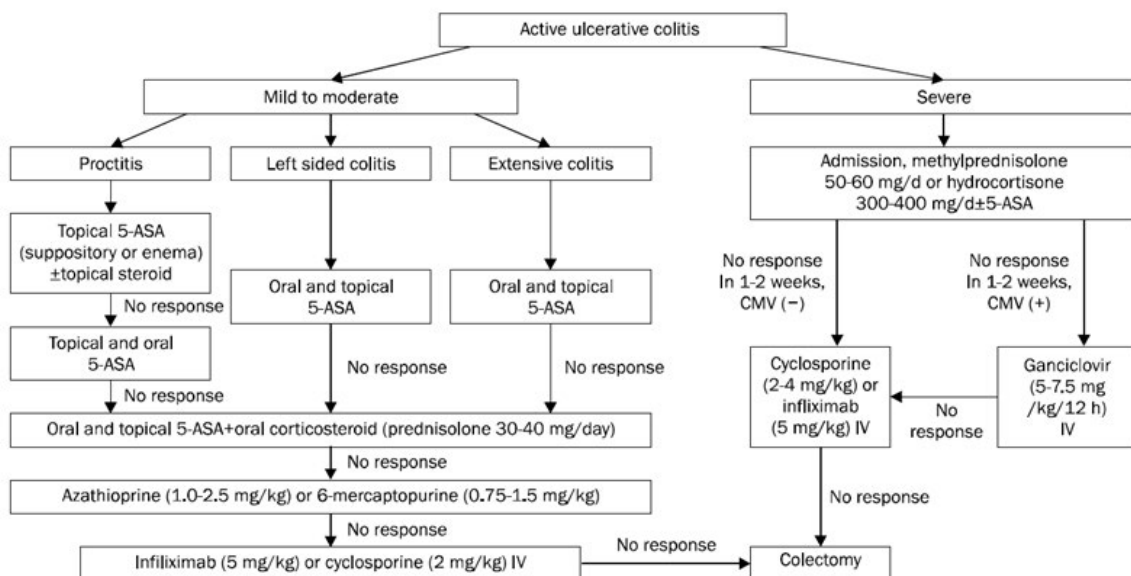 Active ulcerative colitis
Mild to moderate
Severe
Proctitis
Left sided colitis
Extensive colitis
Admission, methylprednisolone
50-60 mg/d or hydrocortisone
300-400 mg/d±5-ASA
Topical 5-ASA
(suppository or enema)
±topical steroid
No response
Topical and oral
5-ASA
No response
Oral and topical
5-ASA
No response
Oral and topical
5-ASA
No response
No response
In 1-2 weeks,
CMV (−)
No response
In 1-2 weeks,
CMV (+)
Cyclosporine
(2-4 mg/kg) or
infliximab
(5 mg/kg) IV
No
response
Ganciclovir
(5-7.5 mg
/kg/12 h)
IV
Oral and topical 5-ASA+oral corticosteroid (prednisolone 30-40 mg/day)
No response
Azathioprine (1.0-2.5 mg/kg) or 6-mercaptopurine (0.75-1.5 mg/kg)
No response
No response
Infiliximab (5 mg/kg) or cyclosporine (2 mg/kg) IV
No response
Colectomy